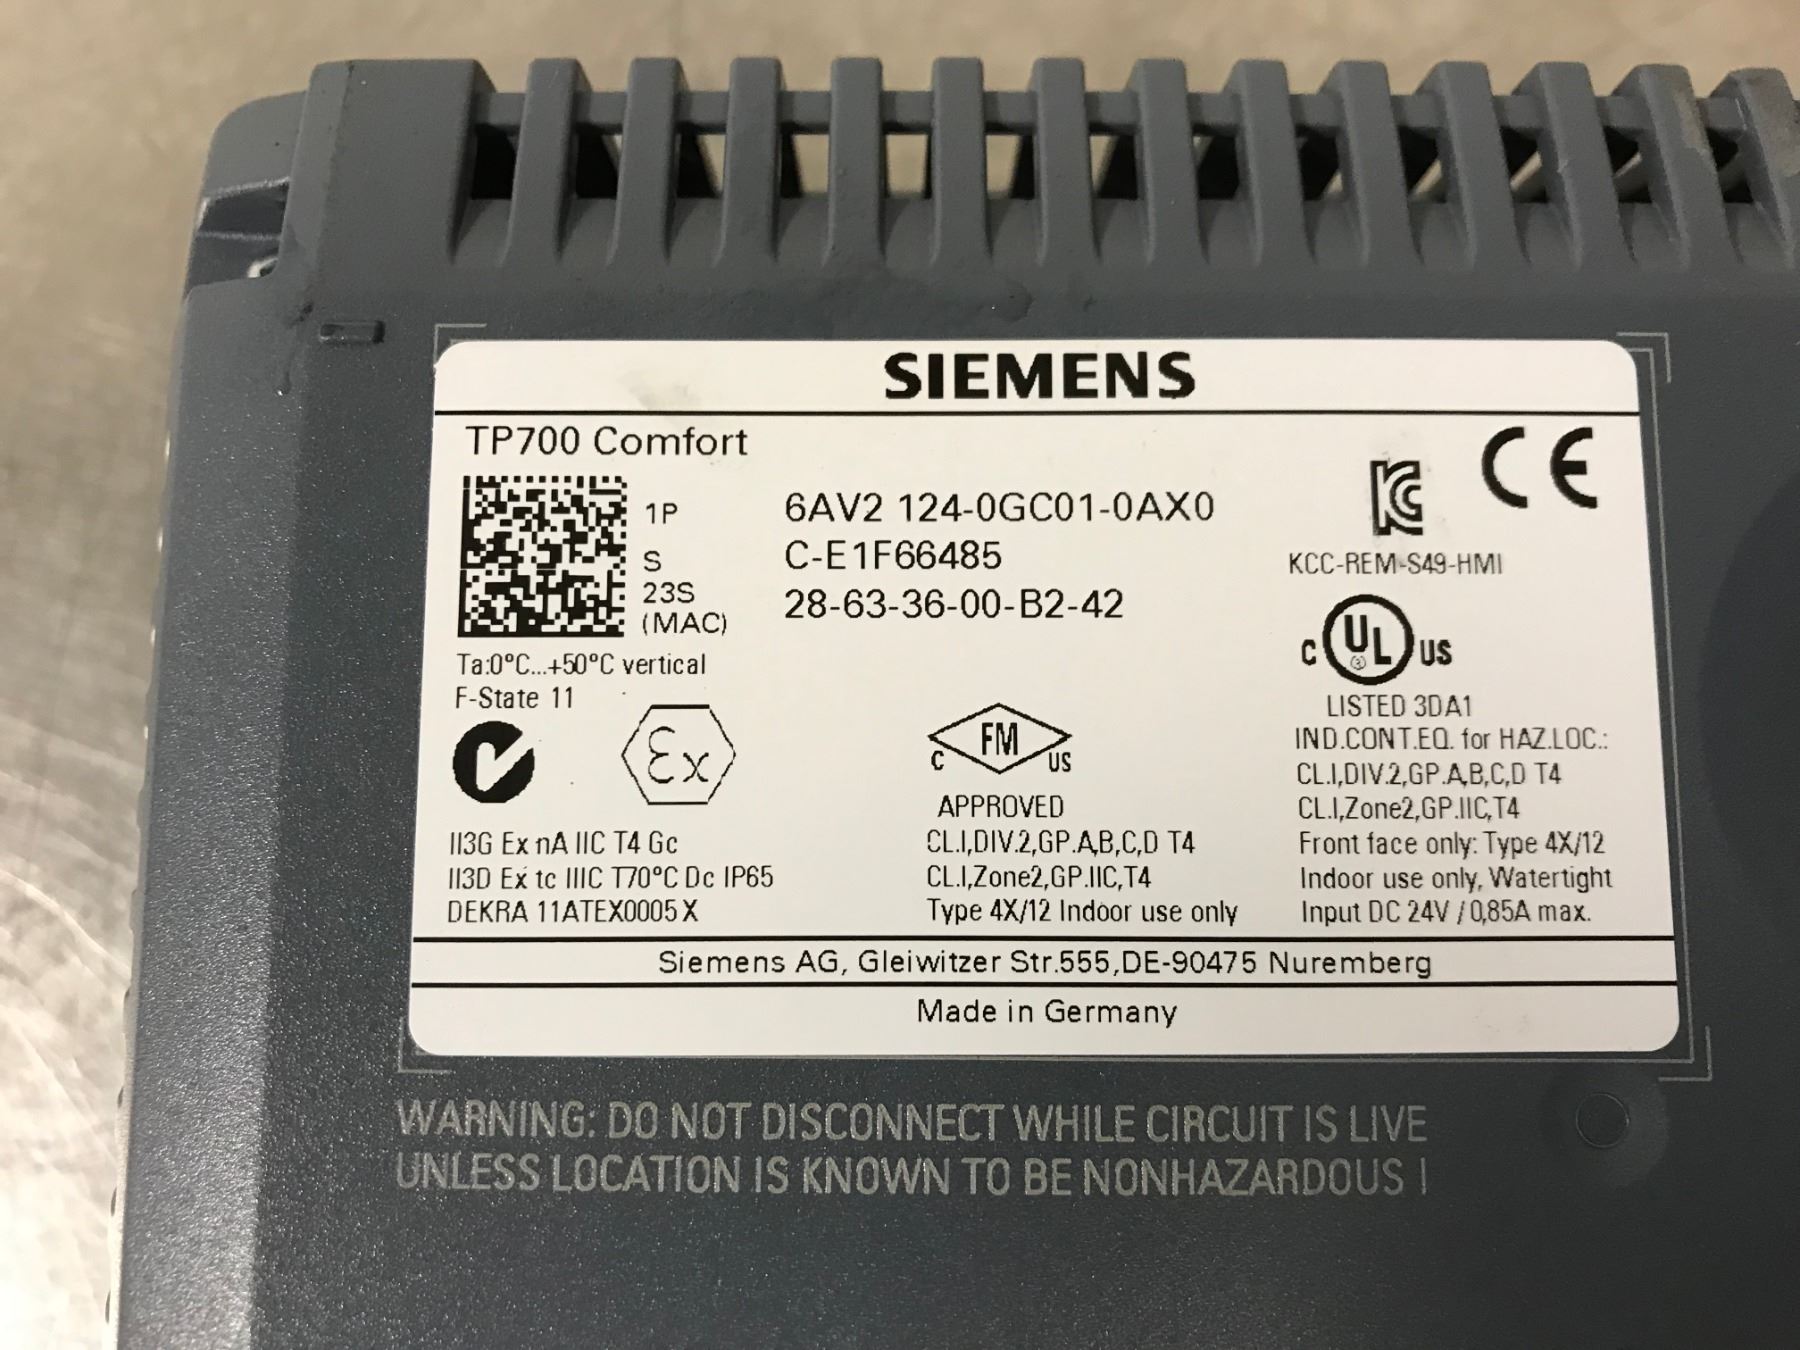 SIEMENS
TP700 Comfort
1P 6AV2 124-0GC01-0AX0
S C-E1F66485
23S
(MAC) 28-63-36-00-B2-42
Ta:0°C...+50°C vertical
F-State 11
Ex
II3G Ex nA IIC T4 Gc
II3D Ex tc IIIC T70°C Dc IP65
DEKRA 11ATEX0005 X
FM
C US
APPROVED
CL.I,DIV.2,GP.A,B,C,D T4
CL.I,Zone2,GP.IIC,T4
Type 4X/12 Indoor use only
CE
KCC-REM-S49-HMI
C UL US
LISTED 3DA1
IND.CONT.EQ. for HAZ.LOC.:
CL.I,DIV.2,GP.A,B,C,D T4
CL.I,Zone2,GP.IIC,T4
Front face only: Type 4X/12
Indoor use only, Watertight
Input DC 24V / 0,85A max.
Siemens AG, Gleiwitzer Str.555,DE-90475 Nuremberg
Made in Germany
WARNING: DO NOT DISCONNECT WHILE CIRCUIT IS LIVE
UNLESS LOCATION IS KNOWN TO BE NONHAZARDOUS !